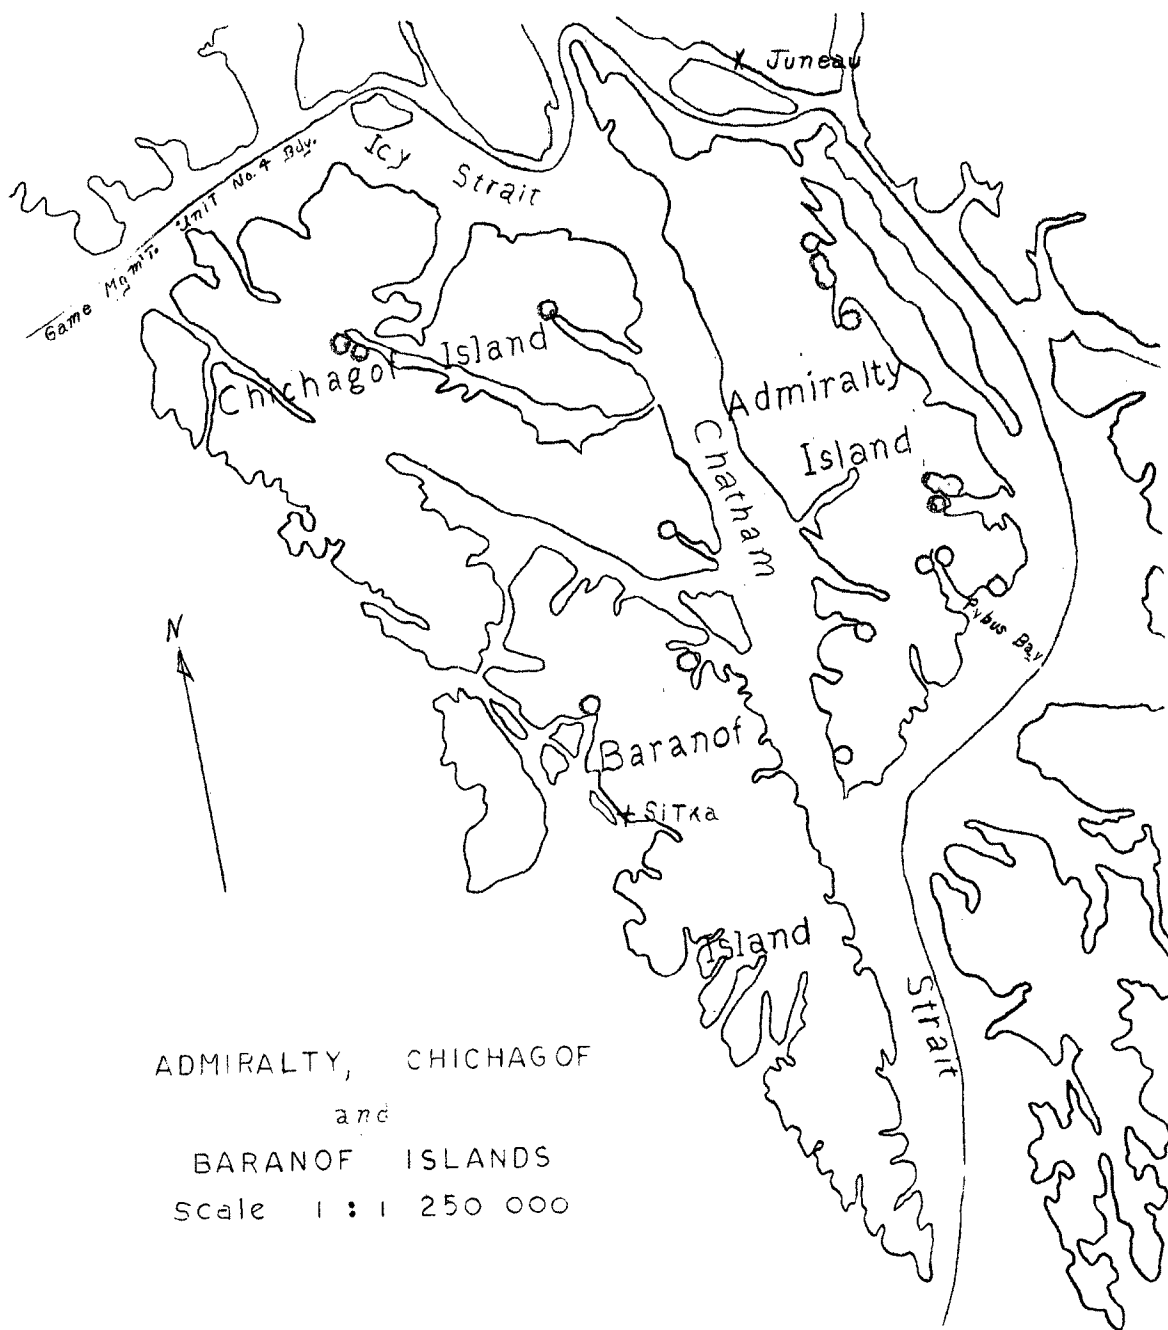 x Juneau
Icy Strait
Game Mgm't. Unit No. 4 Bdy.
Chichagof Island
Admiralty
Island
Chatham
Strait
Pybus Bay
N
Baranof
Island
x Sitka
ADMIRALTY, CHICHAGOF
and
BARANOF ISLANDS
Scale 1 : 1 250 000